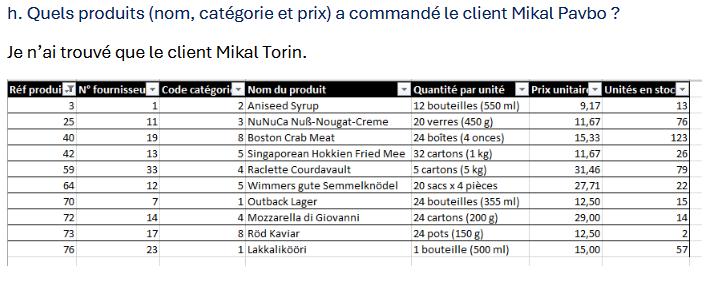 h. Quels produits (nom, catégorie et prix) a commandé le client Mikal Pavbo ?
Je n'ai trouvé que le client Mikal Torin.
Réf produi N° fournisseu Code catégori Nom du produit Quantité par unité Prix unitair Unités en stoc
3 1 2 Aniseed Syrup 12 bouteilles (550 ml) 9,17 13
25 11 3 NuNuCa Nuß-Nougat-Creme 20 verres (450 g) 11,67 76
40 19 8 Boston Crab Meat 24 boîtes (4 onces) 15,33 123
42 13 5 Singaporean Hokkien Fried Mee 32 cartons (1 kg) 11,67 26
59 33 4 Raclette Courdavault 5 cartons (5 kg) 31,46 79
64 12 5 Wimmers gute Semmelknödel 20 sacs x 4 pièces 27,71 22
70 7 1 Outback Lager 24 bouteilles (355 ml) 12,50 15
72 14 4 Mozzarella di Giovanni 24 cartons (200 g) 29,00 14
73 17 8 Röd Kaviar 24 pots (150 g) 12,50 2
76 23 1 Lakkalikööri 1 bouteille (500 ml) 15,00 57